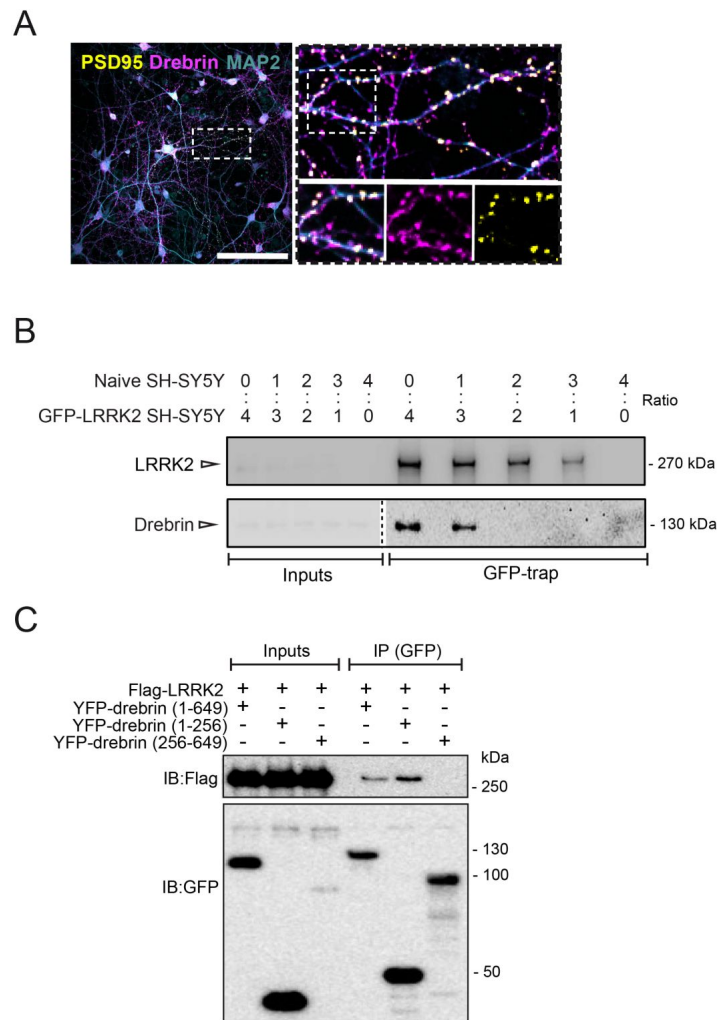 A
PSD95 Drebrin MAP2
B
Naive SH-SY5Y 0 1 2 3 4 0 1 2 3 4
: : : : : : : : : : Ratio
GFP-LRRK2 SH-SY5Y 4 3 2 1 0 4 3 2 1 0
LRRK2 - 270 kDa
Drebrin - 130 kDa
Inputs GFP-trap
C
Inputs IP (GFP)
Flag-LRRK2 + + + + + +
YFP-drebrin (1-649) + - - + - -
YFP-drebrin (1-256) - + - - + -
YFP-drebrin (256-649) - - + - - +
kDa
IB:Flag - 250
- 130
- 100
IB:GFP
- 50